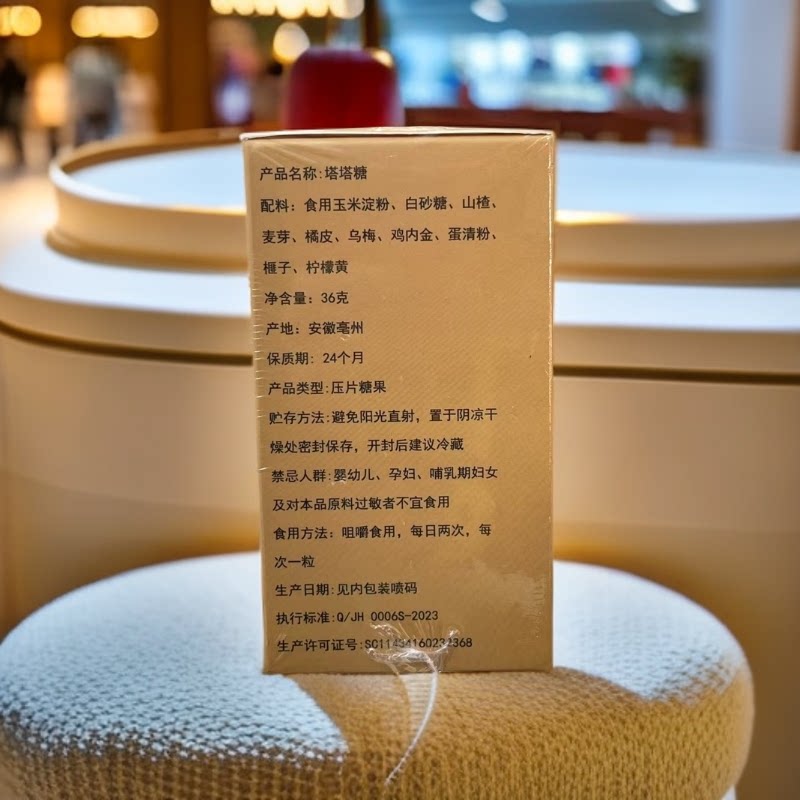 产品名称:塔塔糖
配料：食用玉米淀粉、白砂糖、山楂、
麦芽、橘皮、乌梅、鸡内金、蛋清粉、
榧子、柠檬黄
净含量：36克
产地：安徽亳州
保质期：24个月
产品类型:压片糖果
贮存方法:避免阳光直射，置于阴凉干
燥处密封保存，开封后建议冷藏
禁忌人群:婴幼儿、孕妇、哺乳期妇女
及对本品原料过敏者不宜食用
食用方法：咀嚼食用，每日两次，每
次一粒
生产日期:见内包装喷码
执行标准:Q/JH 0006S-2023
生产许可证号: